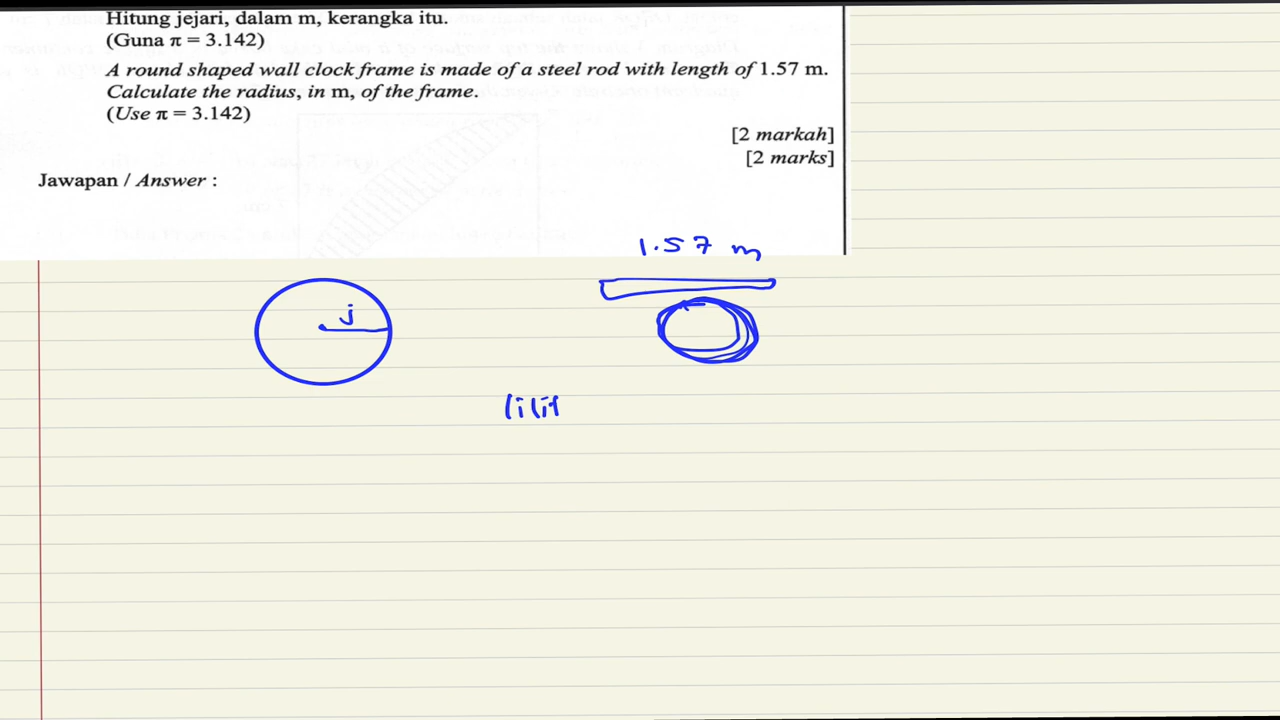 Hitung jejari, dalam m, kerangka itu.
(Guna π = 3.142)
A round shaped wall clock frame is made of a steel rod with length of 1.57 m.
Calculate the radius, in m, of the frame.
(Use π = 3.142)
[2 markah]
[2 marks]
Jawapan / Answer :
1.57 m
j
lilit